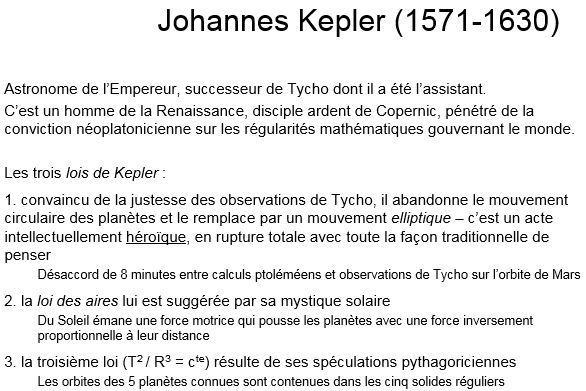 Johannes Kepler (1571-1630)
Astronome de l’Empereur, successeur de Tycho dont il a été l’assistant.
C’est un homme de la Renaissance, disciple ardent de Copernic, pénétré de la
conviction néoplatonicienne sur les régularités mathématiques gouvernant le monde.
Les trois lois de Kepler :
1. convaincu de la justesse des observations de Tycho, il abandonne le mouvement
circulaire des planètes et le remplace par un mouvement elliptique – c’est un acte
intellectuellement héroïque, en rupture totale avec toute la façon traditionnelle de
penser
Désaccord de 8 minutes entre calculs ptoléméens et observations de Tycho sur l’orbite de Mars
2. la loi des aires lui est suggérée par sa mystique solaire
Du Soleil émane une force motrice qui pousse les planètes avec une force inversement
proportionnelle à leur distance
3. la troisième loi (T² / R³ = cᵗᵉ) résulte de ses spéculations pythagoriciennes
Les orbites des 5 planètes connues sont contenues dans les cinq solides réguliers